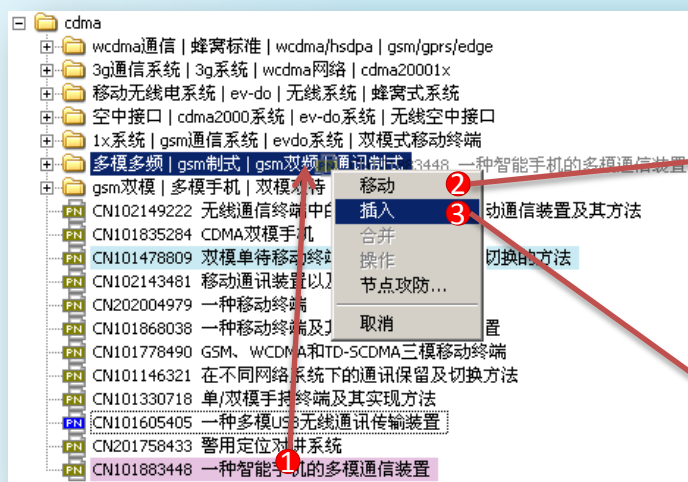 cdma
wcdma通信 | 蜂窝标准 | wcdma/hsdpa | gsm/gprs/edge
3g通信系统 | 3g系统 | wcdma网络 | cdma20001x
移动无线电系统 | ev-do | 无线系统 | 蜂窝式系统
空中接口 | cdma2000系统 | ev-do系统 | 无线空中接口
1x系统 | gsm通信系统 | evdo系统 | 双模式移动终端
多模多频 | gsm制式 | gsm双频 通讯制式 3448 一种智能手机的多模通信装置
gsm双模 | 多模手机 | 双模 待
移动 2
PN CN102149222 无线通信终端中的 动通信装置及其方法
插入 3
PN CN101835284 CDMA双模手机
合并
PN CN101478809 双模单待移动终端 切换的方法
操作
PN CN102143481 移动通讯装置以及
节点攻防...
PN CN202004979 一种移动终端
PN CN101868038 一种移动终端及其 置
取消
PN CN101778490 GSM、WCDMA和TD-SCDMA三模移动终端
PN CN101146321 在不同网络系统下的通讯保留及切换方法
PN CN101330718 单/双模手持终端及其实现方法
PN CN101605405 一种多模USB无线通讯传输装置
PN CN201758433 警用定位对讲系统
PN CN101883448 一种智能手机的多模通信装置
1